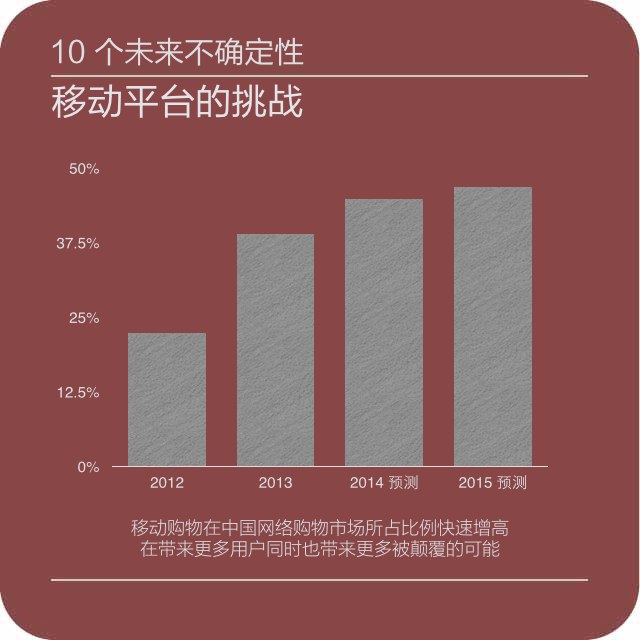 10 个未来不确定性
移动平台的挑战
50%
37.5%
25%
12.5%
0%
2012 2013 2014 预测 2015 预测
移动购物在中国网络购物市场所占比例快速增高
在带来更多用户同时也带来更多被颠覆的可能